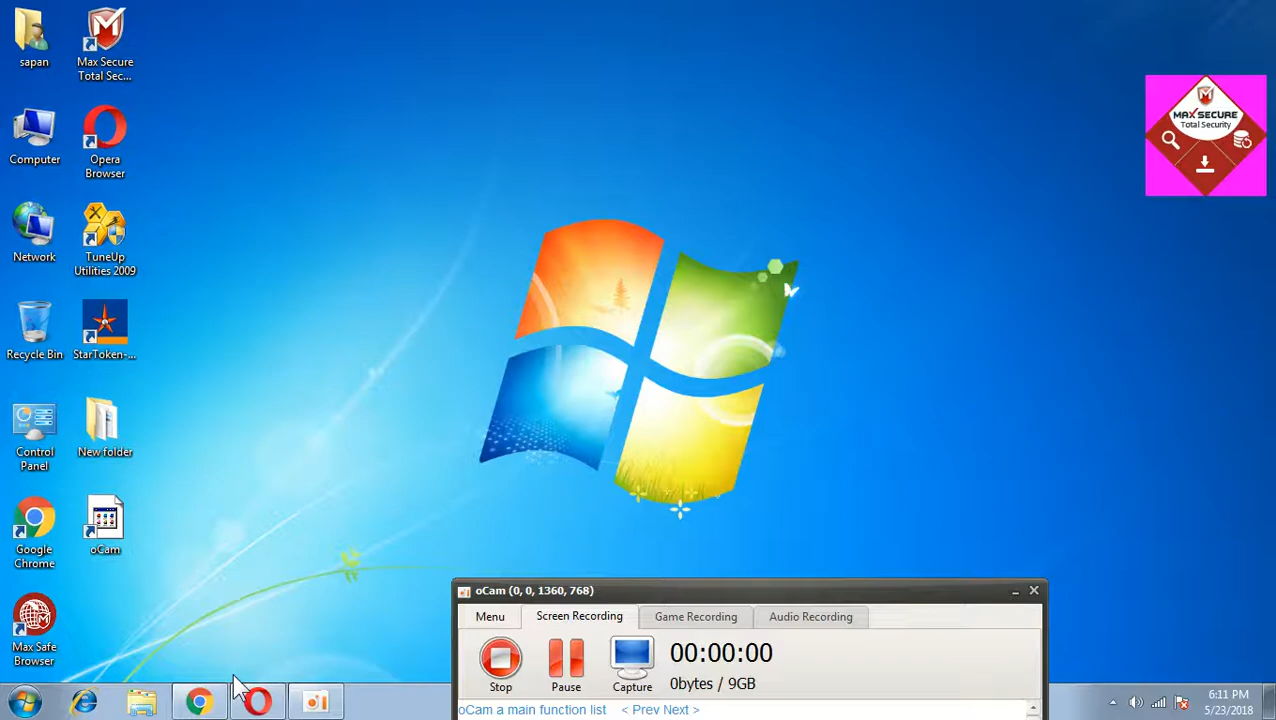 sapan
Max Secure
Total Sec...
Computer
Opera
Browser
Network
TuneUp
Utilities 2009
Recycle Bin
StarToken-...
Control
Panel
New folder
Google
Chrome
oCam
Max Safe
Browser
MAX SECURE
Total Security
oCam (0, 0, 1360, 768)
Menu
Screen Recording
Game Recording
Audio Recording
Stop
Pause
Capture
00:00:00
0bytes / 9GB
oCam a main function list < Prev Next >
6:11 PM
5/23/2018